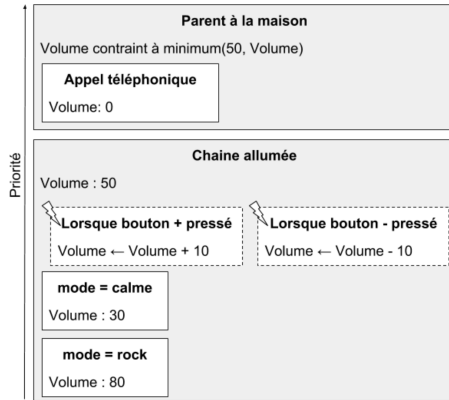 Priorité
Parent à la maison
Volume contraint à minimum(50, Volume)
Appel téléphonique
Volume: 0
Chaine allumée
Volume : 50
Lorsque bouton + pressé
Volume ← Volume + 10
Lorsque bouton - pressé
Volume ← Volume - 10
mode = calme
Volume : 30
mode = rock
Volume : 80